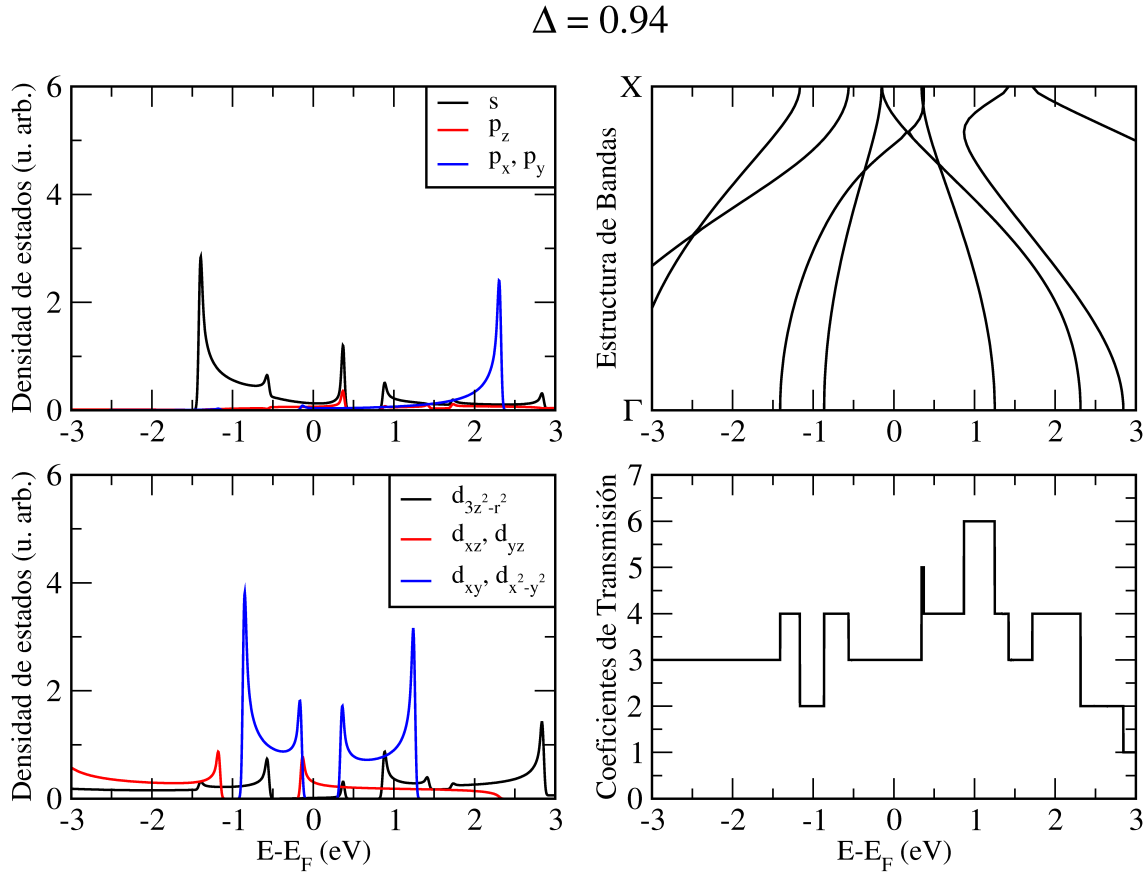 Δ = 0.94
Densidad de estados (u. arb.)
6
4
2
0
s
p_z
p_x, p_y
-3 -2 -1 0 1 2 3
Estructura de Bandas
X
Γ
-3 -2 -1 0 1 2 3
Densidad de estados (u. arb.)
6
4
2
0
d_3z²-r²
d_xz, d_yz
d_xy, d_x²-y²
-3 -2 -1 0 1 2 3
E-E_F (eV)
Coeficientes de Transmisión
7
6
5
4
3
2
1
0
-3 -2 -1 0 1 2 3
E-E_F (eV)